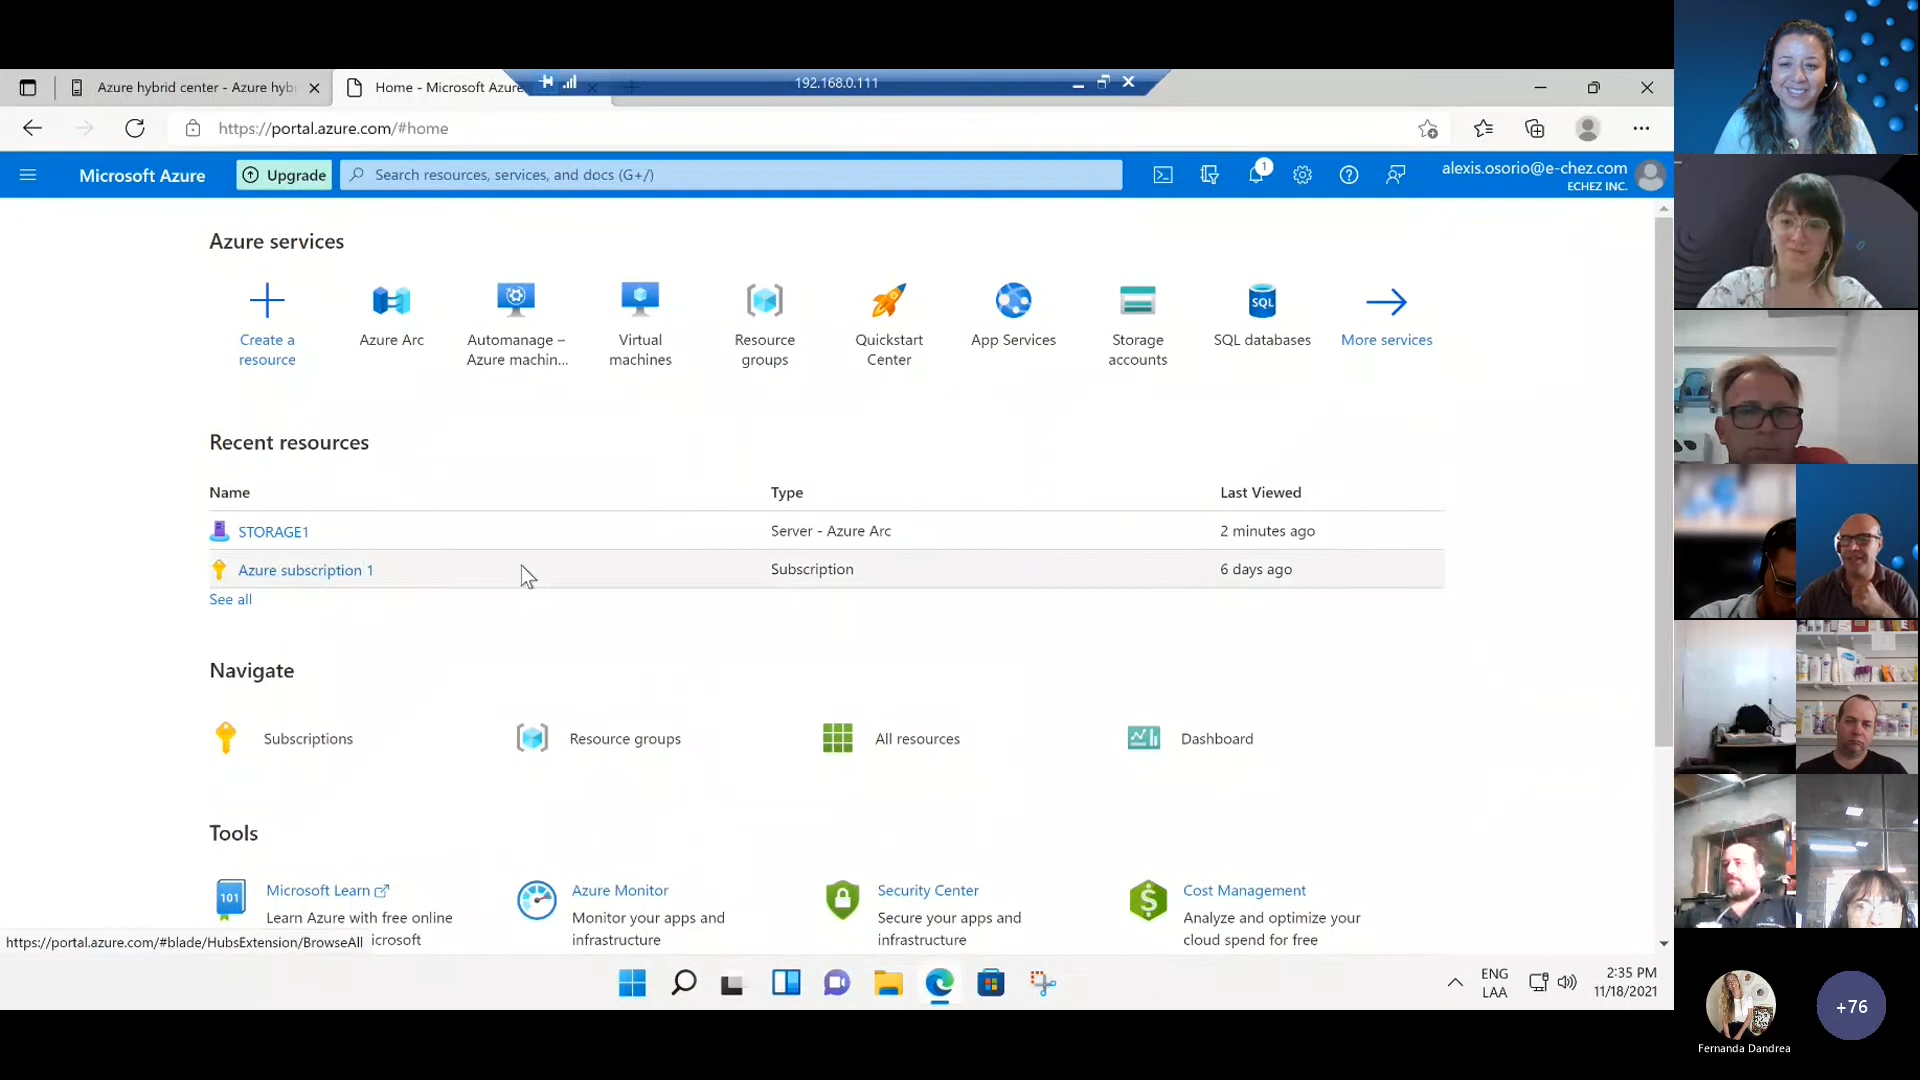 192.168.0.111
Azure hybrid center - Azure hyb
Home - Microsoft Azure
https://portal.azure.com/#home
Microsoft Azure
Upgrade
Search resources, services, and docs (G+/)
1
alexis.osorio@e-chez.com
ECHEZ INC.
Azure services
Create a
resource
Azure Arc
Automanage –
Azure machin...
Virtual
machines
Resource
groups
Quickstart
Center
App Services
Storage
accounts
SQL
SQL databases
More services
Recent resources
Name
Type
Last Viewed
STORAGE1
Server - Azure Arc
2 minutes ago
Azure subscription 1
Subscription
6 days ago
See all
Navigate
Subscriptions
Resource groups
All resources
Dashboard
Tools
101
Microsoft Learn
Learn Azure with free online
icrosoft
Azure Monitor
Monitor your apps and
infrastructure
Security Center
Secure your apps and
infrastructure
Cost Management
Analyze and optimize your
cloud spend for free
https://portal.azure.com/#blade/HubsExtension/BrowseAll
ENG
LAA
2:35 PM
11/18/2021
+76
Fernanda Dandrea